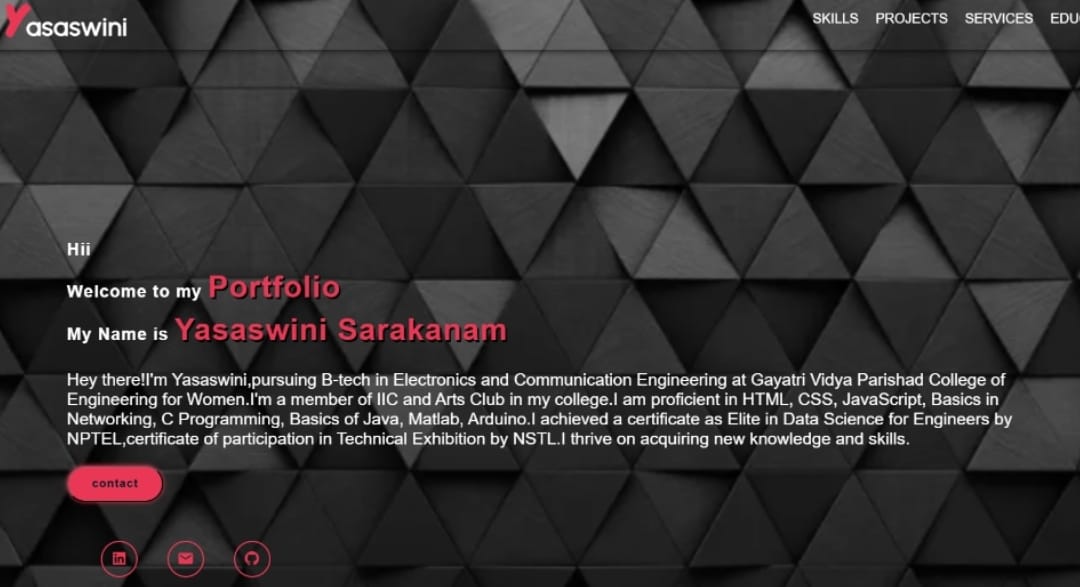 Yasaswini
SKILLS PROJECTS SERVICES
Hii
Welcome to my Portfolio
My Name is Yasaswini Sarakanam
Hey there!I'm Yasaswini,pursuing B-tech in Electronics and Communication Engineering at Gayatri Vidya Parishad College of
Engineering for Women.I'm a member of IIC and Arts Club in my college.I am proficient in HTML, CSS, JavaScript, Basics in
Networking, C Programming, Basics of Java, Matlab, Arduino.I achieved a certificate as Elite in Data Science for Engineers by
NPTEL,certificate of participation in Technical Exhibition by NSTL.I thrive on acquiring new knowledge and skills.
contact
in